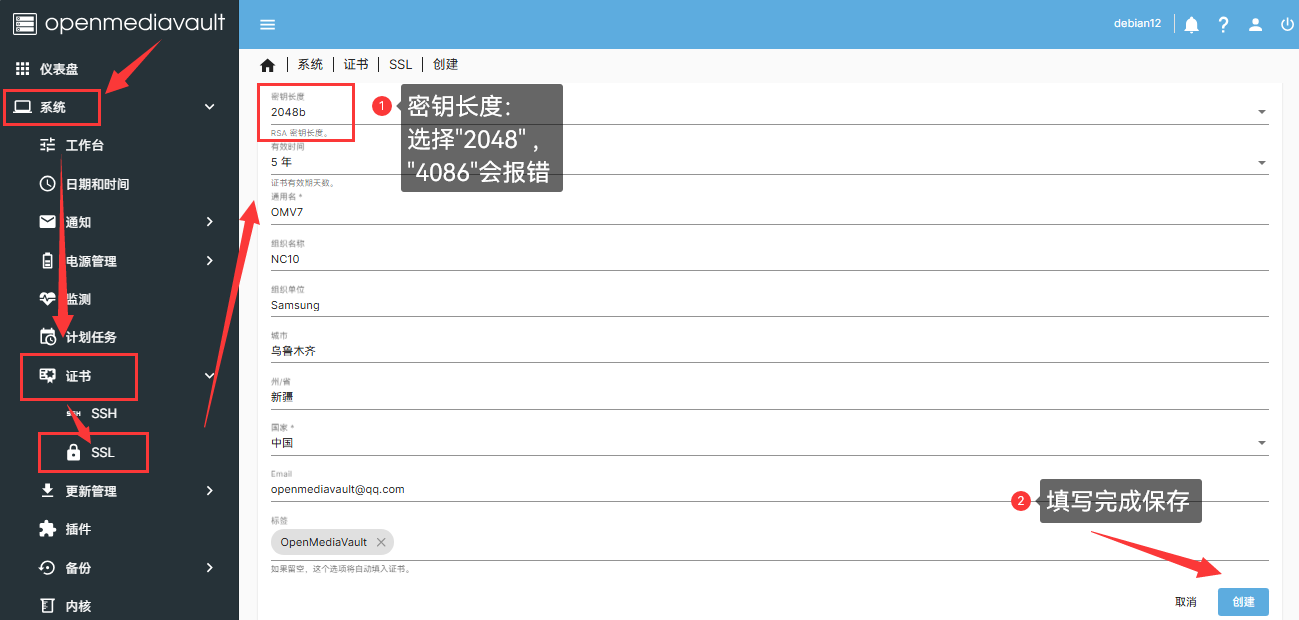 openmediavault
debian12
仪表盘
系统
工作台
日期和时间
通知
电源管理
监测
计划任务
证书
SSH
SSH
SSL
更新管理
插件
备份
内核
系统 | 证书 | SSL | 创建
密钥长度
2048b
RSA 密钥长度。
1
密钥长度:
选择"2048",
"4086"会报错
有效时间
5 年
证书有效期天数。
通用名 *
OMV7
组织名称
NC10
组织单位
Samsung
城市
乌鲁木齐
州/省
新疆
国家 *
中国
Email
openmediavault@qq.com
标签
OpenMediaVault
如果留空，这个选项将自动填入证书。
2
填写完成保存
取消
创建